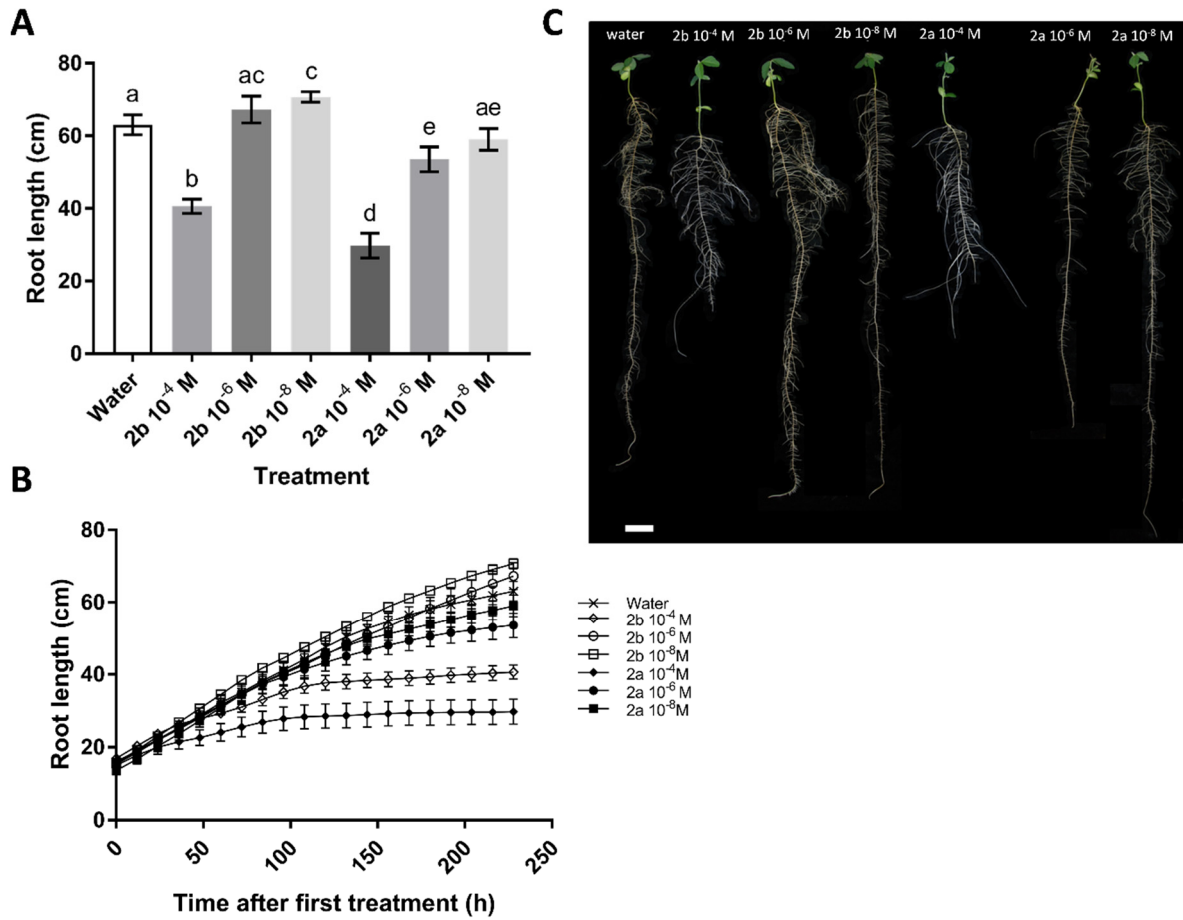 A
Root length (cm)
80
60
40
20
0
a
b
ac
c
d
e
ae
Water
2b 10⁻⁴ M
2b 10⁻⁶ M
2b 10⁻⁸ M
2a 10⁻⁴ M
2a 10⁻⁶ M
2a 10⁻⁸ M
Treatment
B
Root length (cm)
80
60
40
20
0
0
50
100
150
200
250
Time after first treatment (h)
Water
2b 10⁻⁴ M
2b 10⁻⁶ M
2b 10⁻⁸M
2a 10⁻⁴M
2a 10⁻⁶ M
2a 10⁻⁸M
C
water
2b 10⁻⁴ M
2b 10⁻⁶ M
2b 10⁻⁸ M
2a 10⁻⁴ M
2a 10⁻⁶ M
2a 10⁻⁸ M